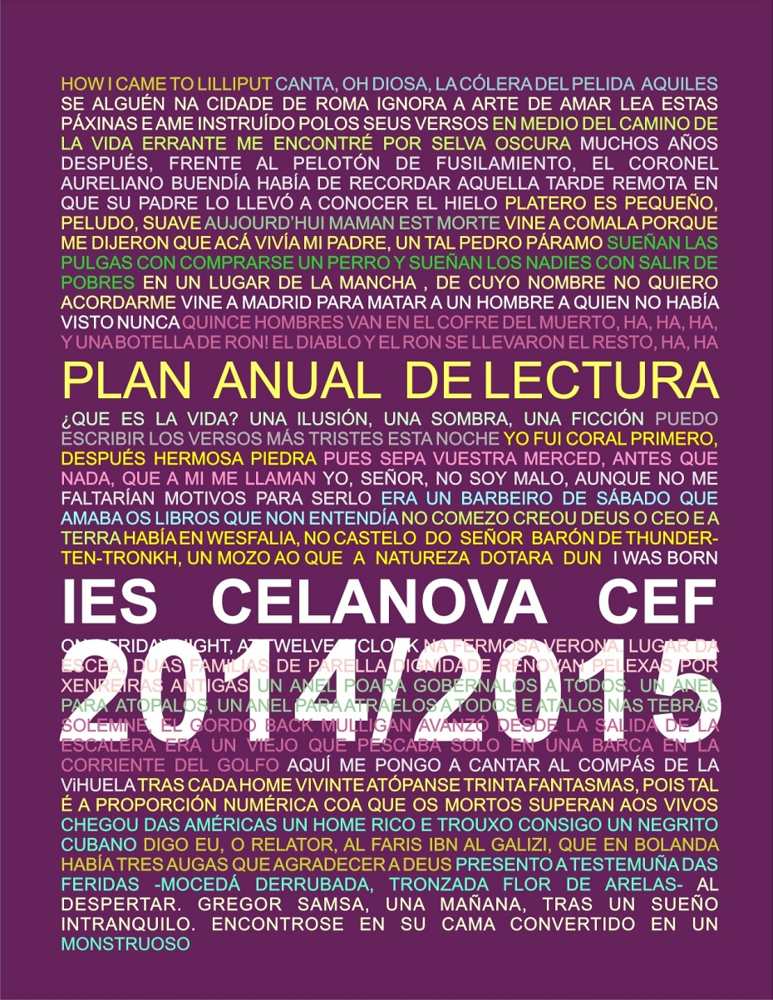 HOW I CAME TO LILLIPUT CANTA, OH DIOSA, LA CÓLERA DEL PELIDA AQUILES
SE ALGUÉN NA CIDADE DE ROMA IGNORA A ARTE DE AMAR LEA ESTAS
PÁXINAS E AME INSTRUÍDO POLOS SEUS VERSOS EN MEDIO DEL CAMINO DE
LA VIDA ERRANTE ME ENCONTRÉ POR SELVA OSCURA MUCHOS AÑOS
DESPUÉS, FRENTE AL PELOTÓN DE FUSILAMIENTO, EL CORONEL
AURELIANO BUENDÍA HABÍA DE RECORDAR AQUELLA TARDE REMOTA EN
QUE SU PADRE LO LLEVÓ A CONOCER EL HIELO PLATERO ES PEQUEÑO,
PELUDO, SUAVE AUJOURD'HUI MAMAN EST MORTE VINE A COMALA PORQUE
ME DIJERON QUE ACÁ VIVÍA MI PADRE, UN TAL PEDRO PÁRAMO SUEÑAN LAS
PULGAS CON COMPRARSE UN PERRO Y SUEÑAN LOS NADIES CON SALIR DE
POBRES EN UN LUGAR DE LA MANCHA , DE CUYO NOMBRE NO QUIERO
ACORDARME VINE A MADRID PARA MATAR A UN HOMBRE A QUIEN NO HABÍA
VISTO NUNCA QUINCE HOMBRES VAN EN EL COFRE DEL MUERTO, HA, HA, HA,
Y UNA BOTELLA DE RON! EL DIABLO Y EL RON SE LLEVARON EL RESTO, HA, HA
PLAN ANUAL DE LECTURA
¿QUE ES LA VIDA? UNA ILUSIÓN, UNA SOMBRA, UNA FICCIÓN PUEDO
ESCRIBIR LOS VERSOS MÁS TRISTES ESTA NOCHE YO FUI CORAL PRIMERO,
DESPUÉS HERMOSA PIEDRA PUES SEPA VUESTRA MERCED, ANTES QUE
NADA, QUE A MI ME LLAMAN YO, SEÑOR, NO SOY MALO, AUNQUE NO ME
FALTARÍAN MOTIVOS PARA SERLO ERA UN BARBEIRO DE SÁBADO QUE
AMABA OS LIBROS QUE NON ENTENDÍA NO COMEZO CREOU DEUS O CEO E A
TERRA HABÍA EN WESFALIA, NO CASTELO DO SEÑOR BARÓN DE THUNDER-
TEN-TRONKH, UN MOZO AO QUE A NATUREZA DOTARA DUN I WAS BORN
IES CELANOVA CEF
ON A FRIDAY NIGHT, AT TWELVE O'CLOCK NA FERMOSA VERONA. LUGAR DA
ESCEA, DUAS FAMILIAS DE PARELLA DIGNIDADE RENOVAN PELEXAS POR
2014/2015
XENREIRAS ANTIGAS UN ANEL POARA GOBERNALOS A TODOS. UN ANEL
PARA ATOPALOS, UN ANEL PARA ATRAELOS A TODOS E ATALOS NAS TEBRAS
SOLEMNE, EL GORDO BACK MULLIGAN AVANZÓ DESDE LA SALIDA DE LA
ESCALERA ERA UN VIEJO QUE PESCABA SOLO EN UNA BARCA EN LA
CORRIENTE DEL GOLFO AQUÍ ME PONGO A CANTAR AL COMPÁS DE LA
ViHUELA TRAS CADA HOME VIVINTE ATÓPANSE TRINTA FANTASMAS, POIS TAL
É A PROPORCIÓN NUMÉRICA COA QUE OS MORTOS SUPERAN AOS VIVOS
CHEGOU DAS AMÉRICAS UN HOME RICO E TROUXO CONSIGO UN NEGRITO
CUBANO DIGO EU, O RELATOR, AL FARIS IBN AL GALIZI, QUE EN BOLANDA
HABÍA TRES AUGAS QUE AGRADECER A DEUS PRESENTO A TESTEMUÑA DAS
FERIDAS -MOCEDÁ DERRUBADA, TRONZADA FLOR DE ARELAS- AL
DESPERTAR. GREGOR SAMSA, UNA MAÑANA, TRAS UN SUEÑO
INTRANQUILO. ENCONTROSE EN SU CAMA CONVERTIDO EN UN
MONSTRUOSO